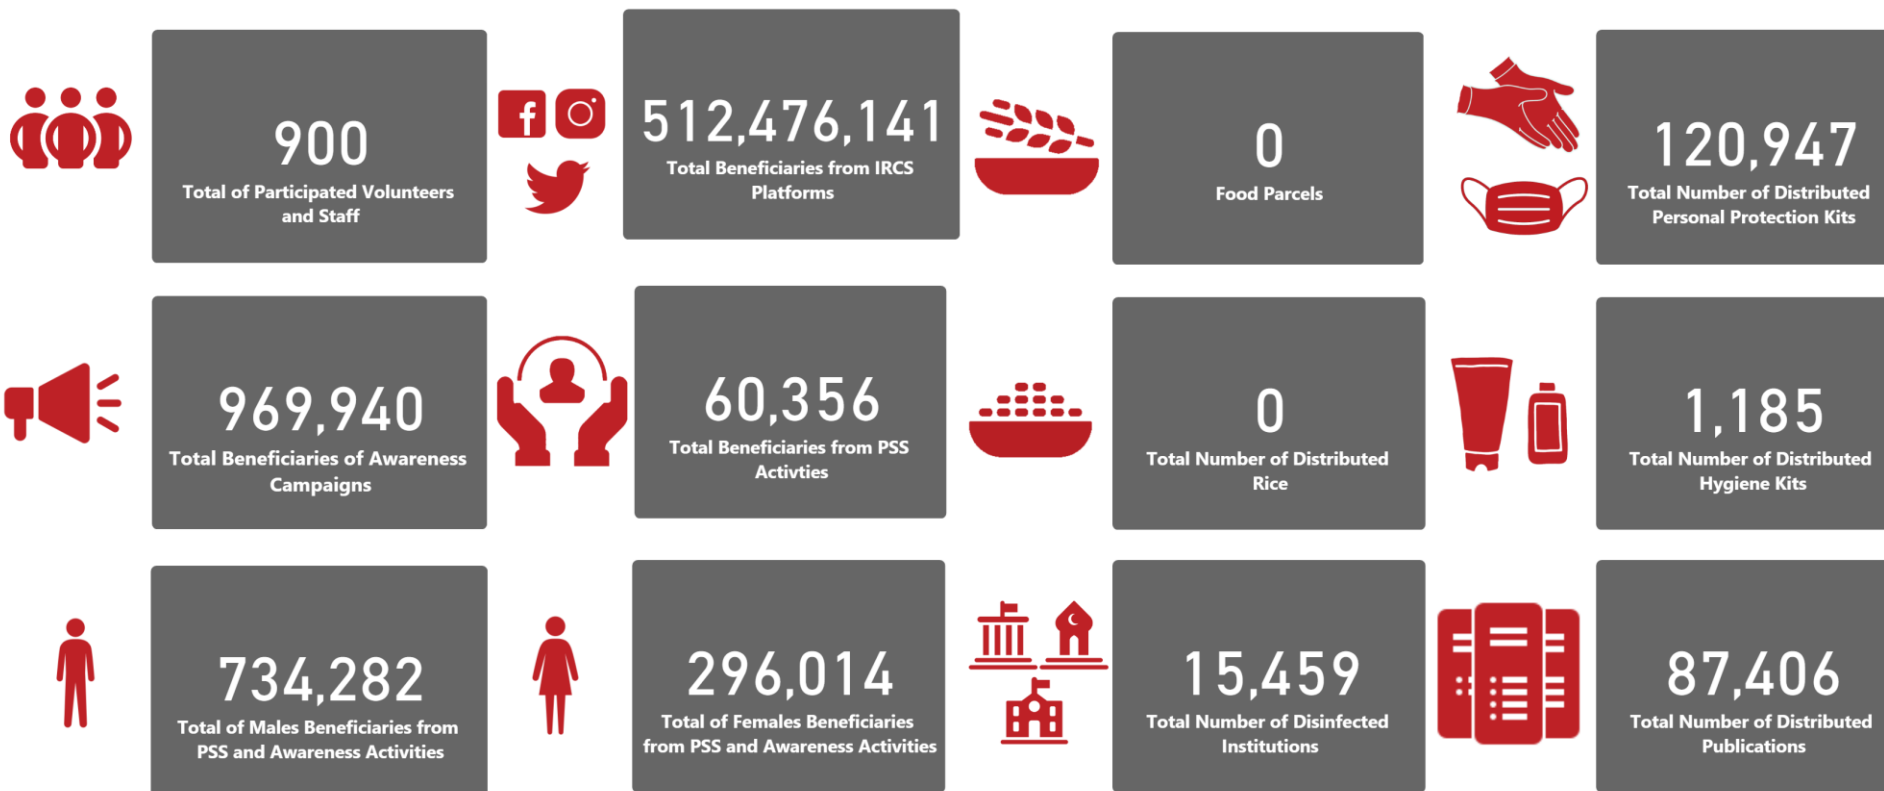 900
Total of Participated Volunteers
and Staff
512,476,141
Total Beneficiaries from IRCS
Platforms
0
Food Parcels
120,947
Total Number of Distributed
Personal Protection Kits
969,940
Total Beneficiaries of Awareness
Campaigns
60,356
Total Beneficiaries from PSS
Activties
0
Total Number of Distributed
Rice
1,185
Total Number of Distributed
Hygiene Kits
734,282
Total of Males Beneficiaries from
PSS and Awareness Activities
296,014
Total of Females Beneficiaries
from PSS and Awareness Activities
15,459
Total Number of Disinfected
Institutions
87,406
Total Number of Distributed
Publications